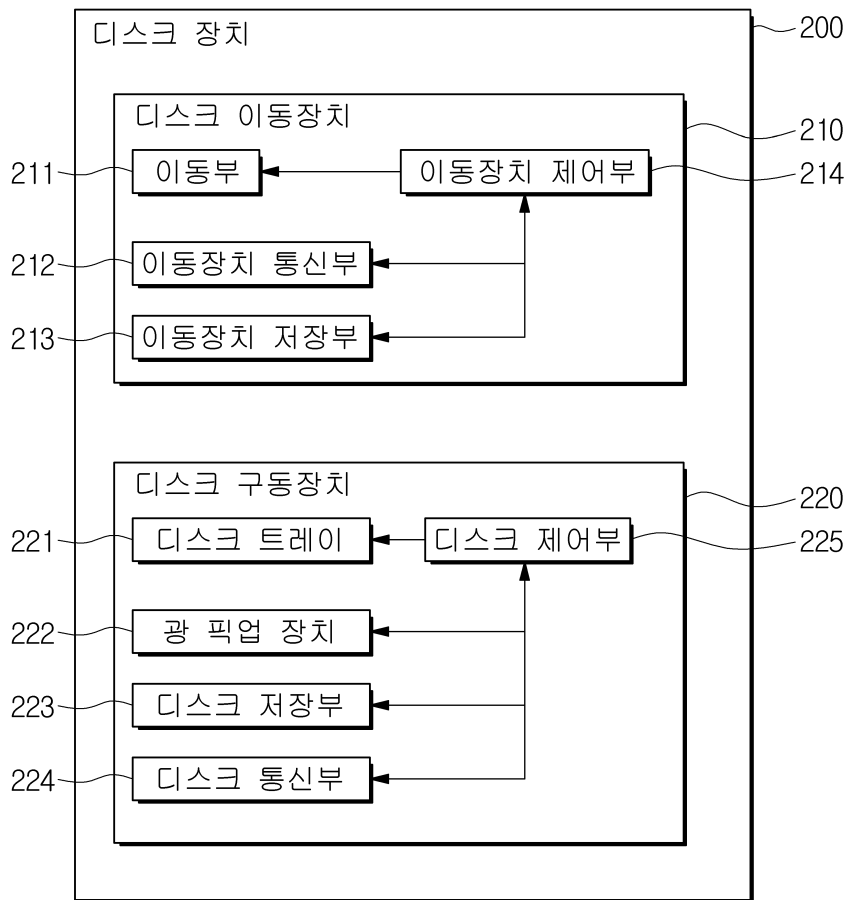 디스크 장치
200
디스크 이동장치
210
211
이동부
이동장치 제어부
214
212
이동장치 통신부
213
이동장치 저장부
디스크 구동장치
220
221
디스크 트레이
디스크 제어부
225
222
광 픽업 장치
223
디스크 저장부
224
디스크 통신부